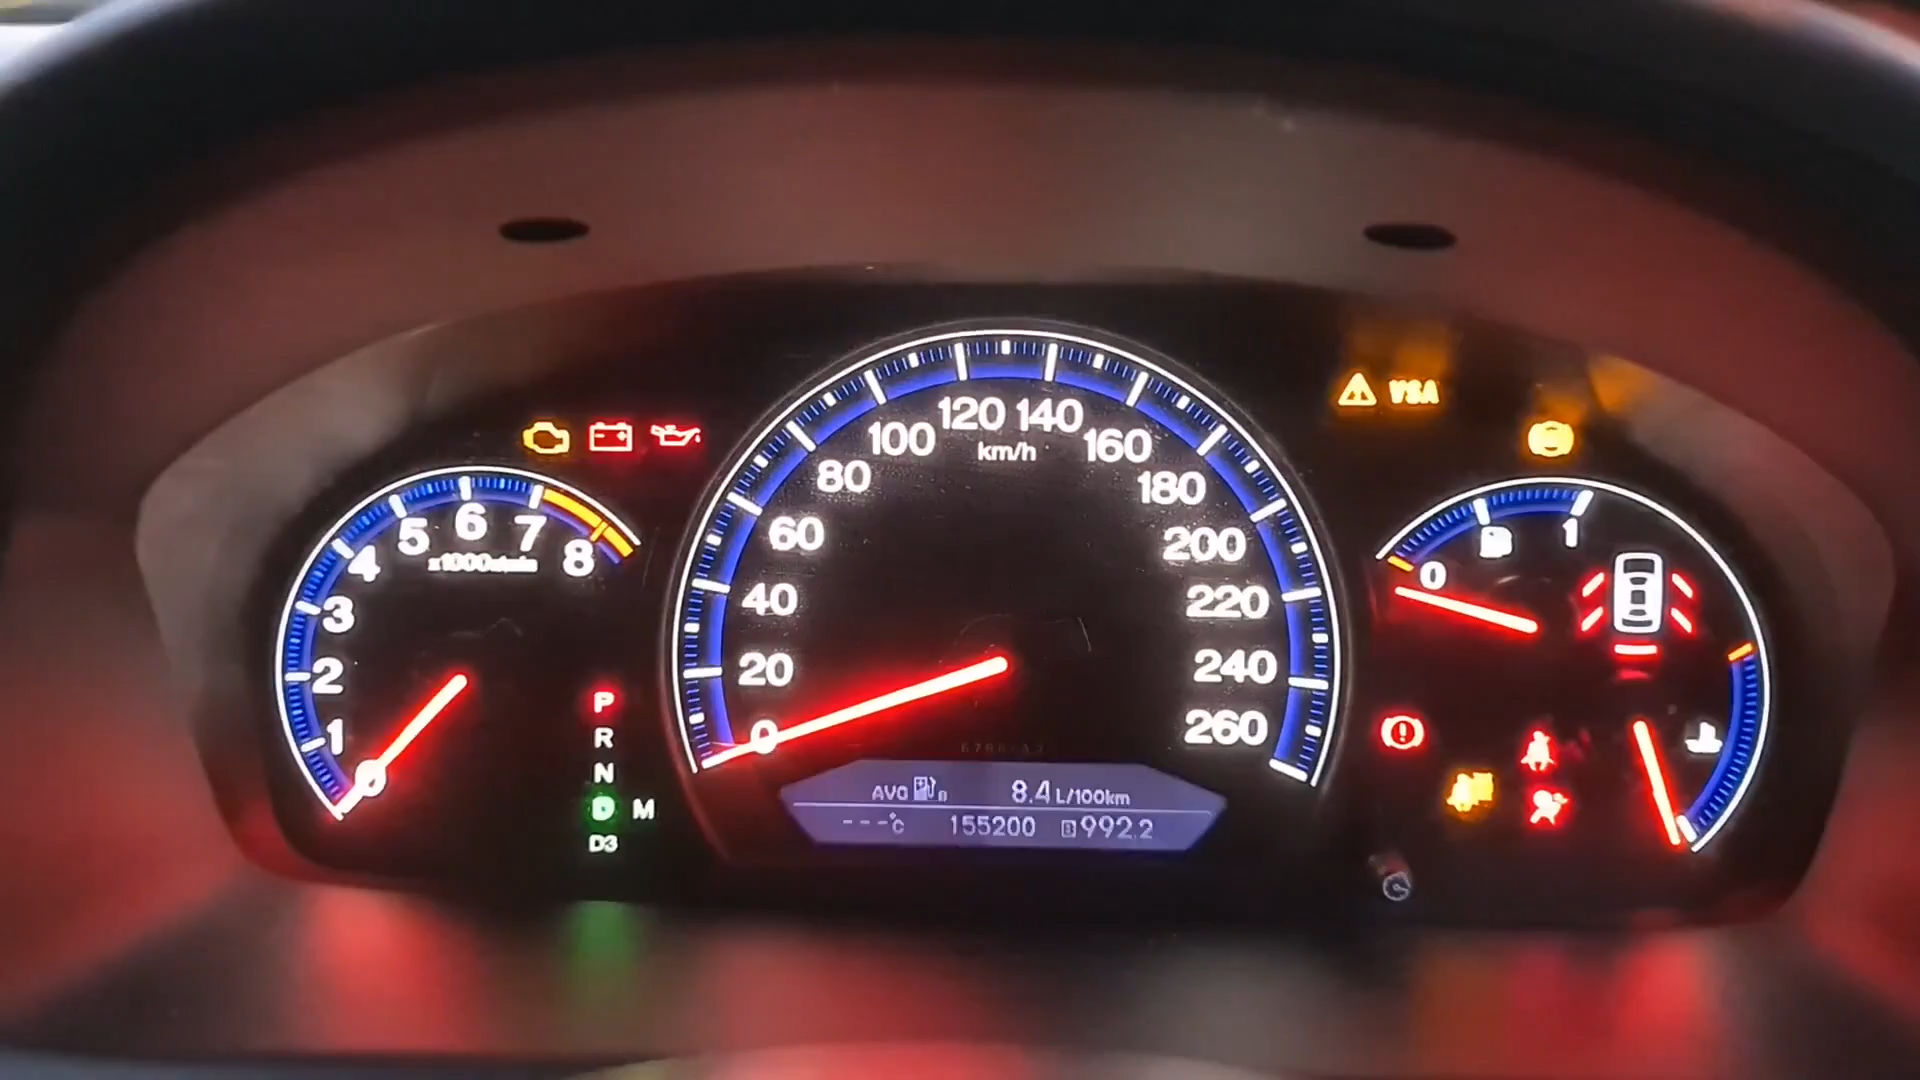 VSA
120 140
100 160
km/h
80 180
60 200
40 220
20 240
0 260
5 6 7
4 8
x1000r/min
3
2
1
0
1
0
P
R
N
D M
D3
AVG A 8.4 L/100km
---°C 155200 B 992.2